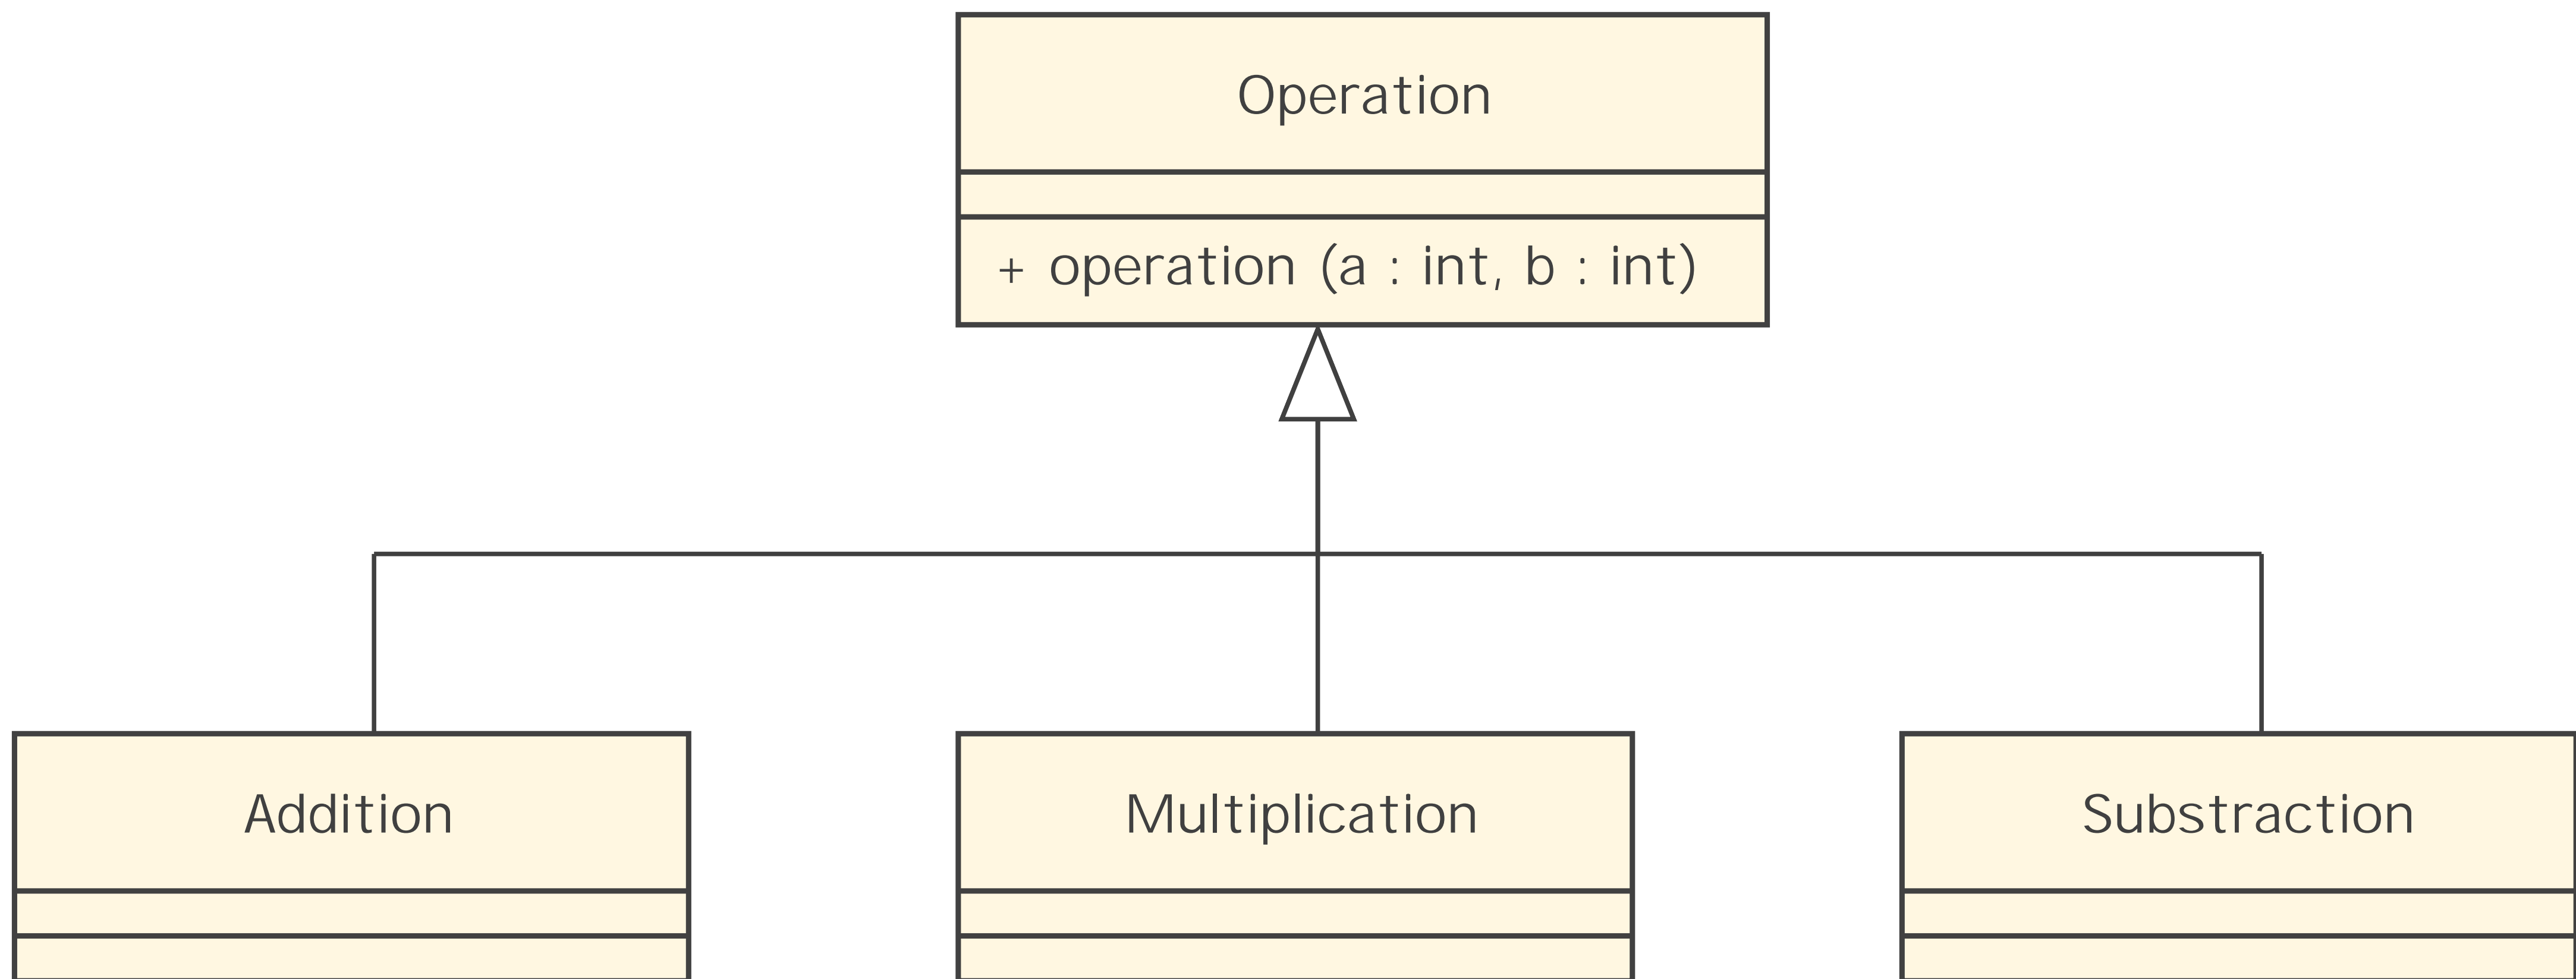 Operation
+ operation (a : int, b : int)
Addition
Multiplication
Substraction